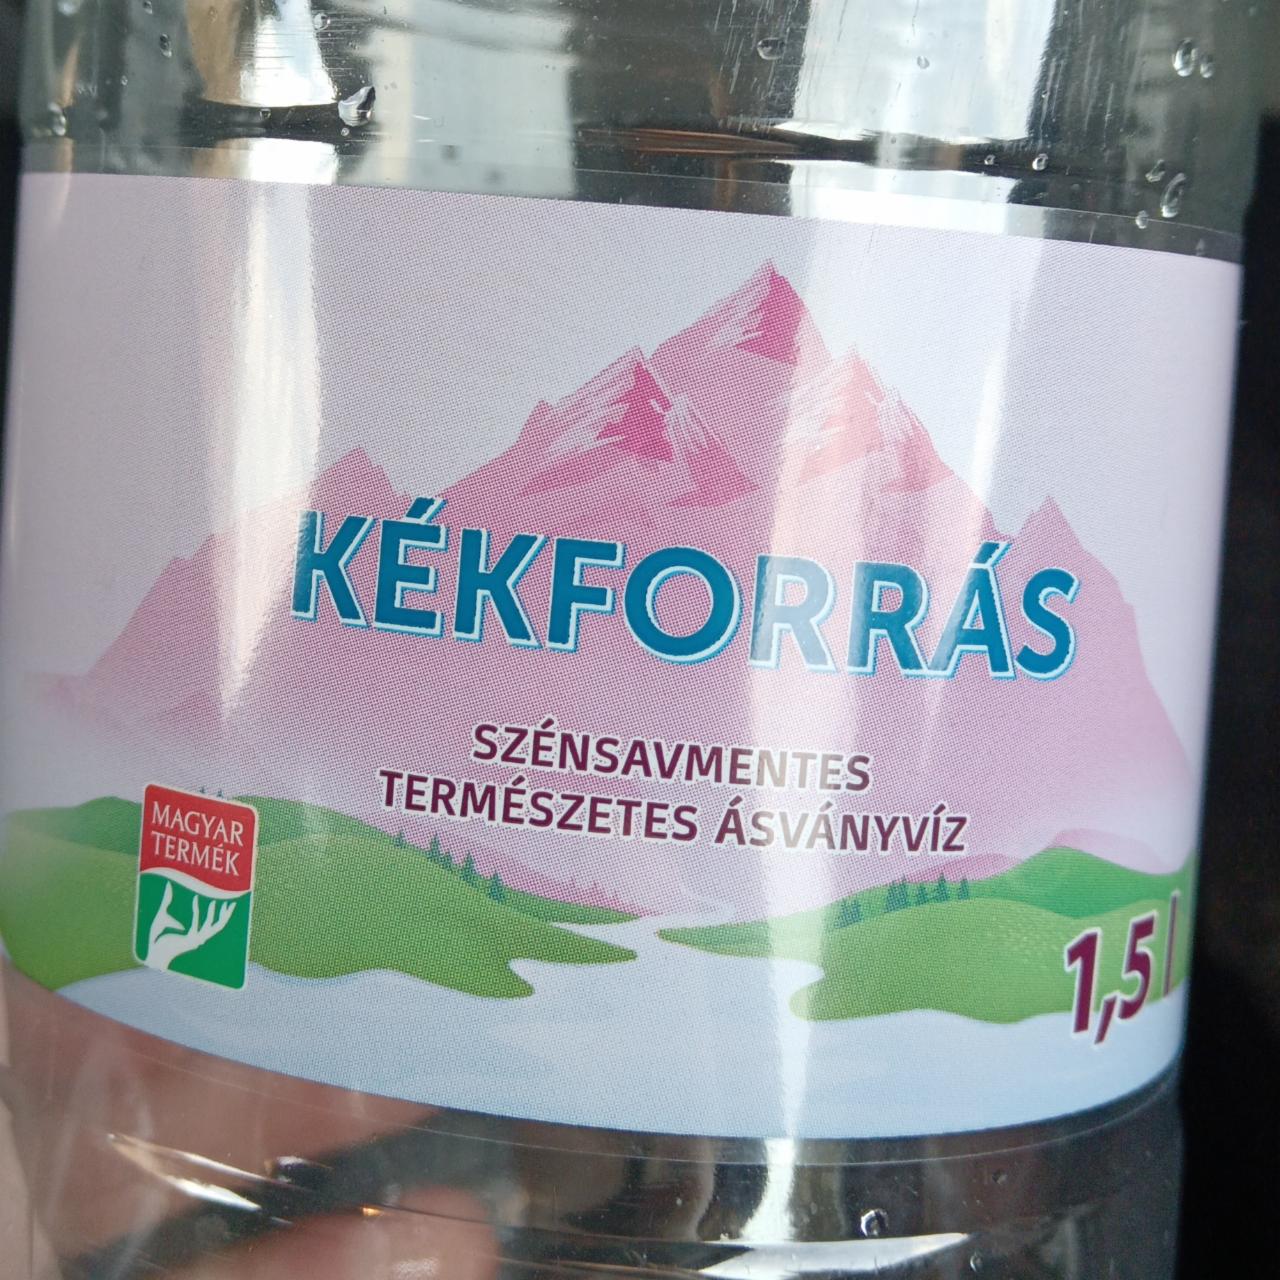 KÉKFORRÁS
SZÉNSAVMENTES
TERMÉSZETES ÁSVÁNYVÍZ
MAGYAR
TERMÉK
1,5 l